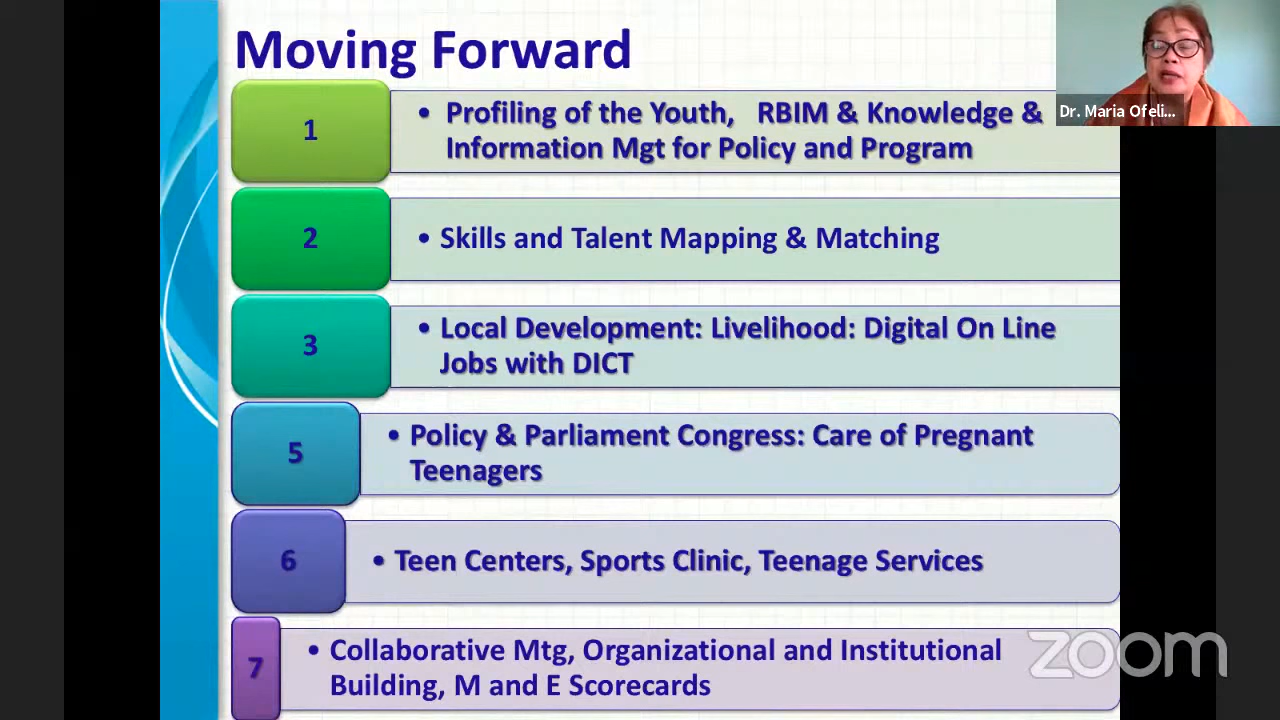 Moving Forward
1
• Profiling of the Youth, RBIM & Knowledge &
Information Mgt for Policy and Program
2
• Skills and Talent Mapping & Matching
3
• Local Development: Livelihood: Digital On Line
Jobs with DICT
5
• Policy & Parliament Congress: Care of Pregnant
Teenagers
6
• Teen Centers, Sports Clinic, Teenage Services
7
• Collaborative Mtg, Organizational and Institutional
Building, M and E Scorecards
Dr. Maria Ofeli...
zoom